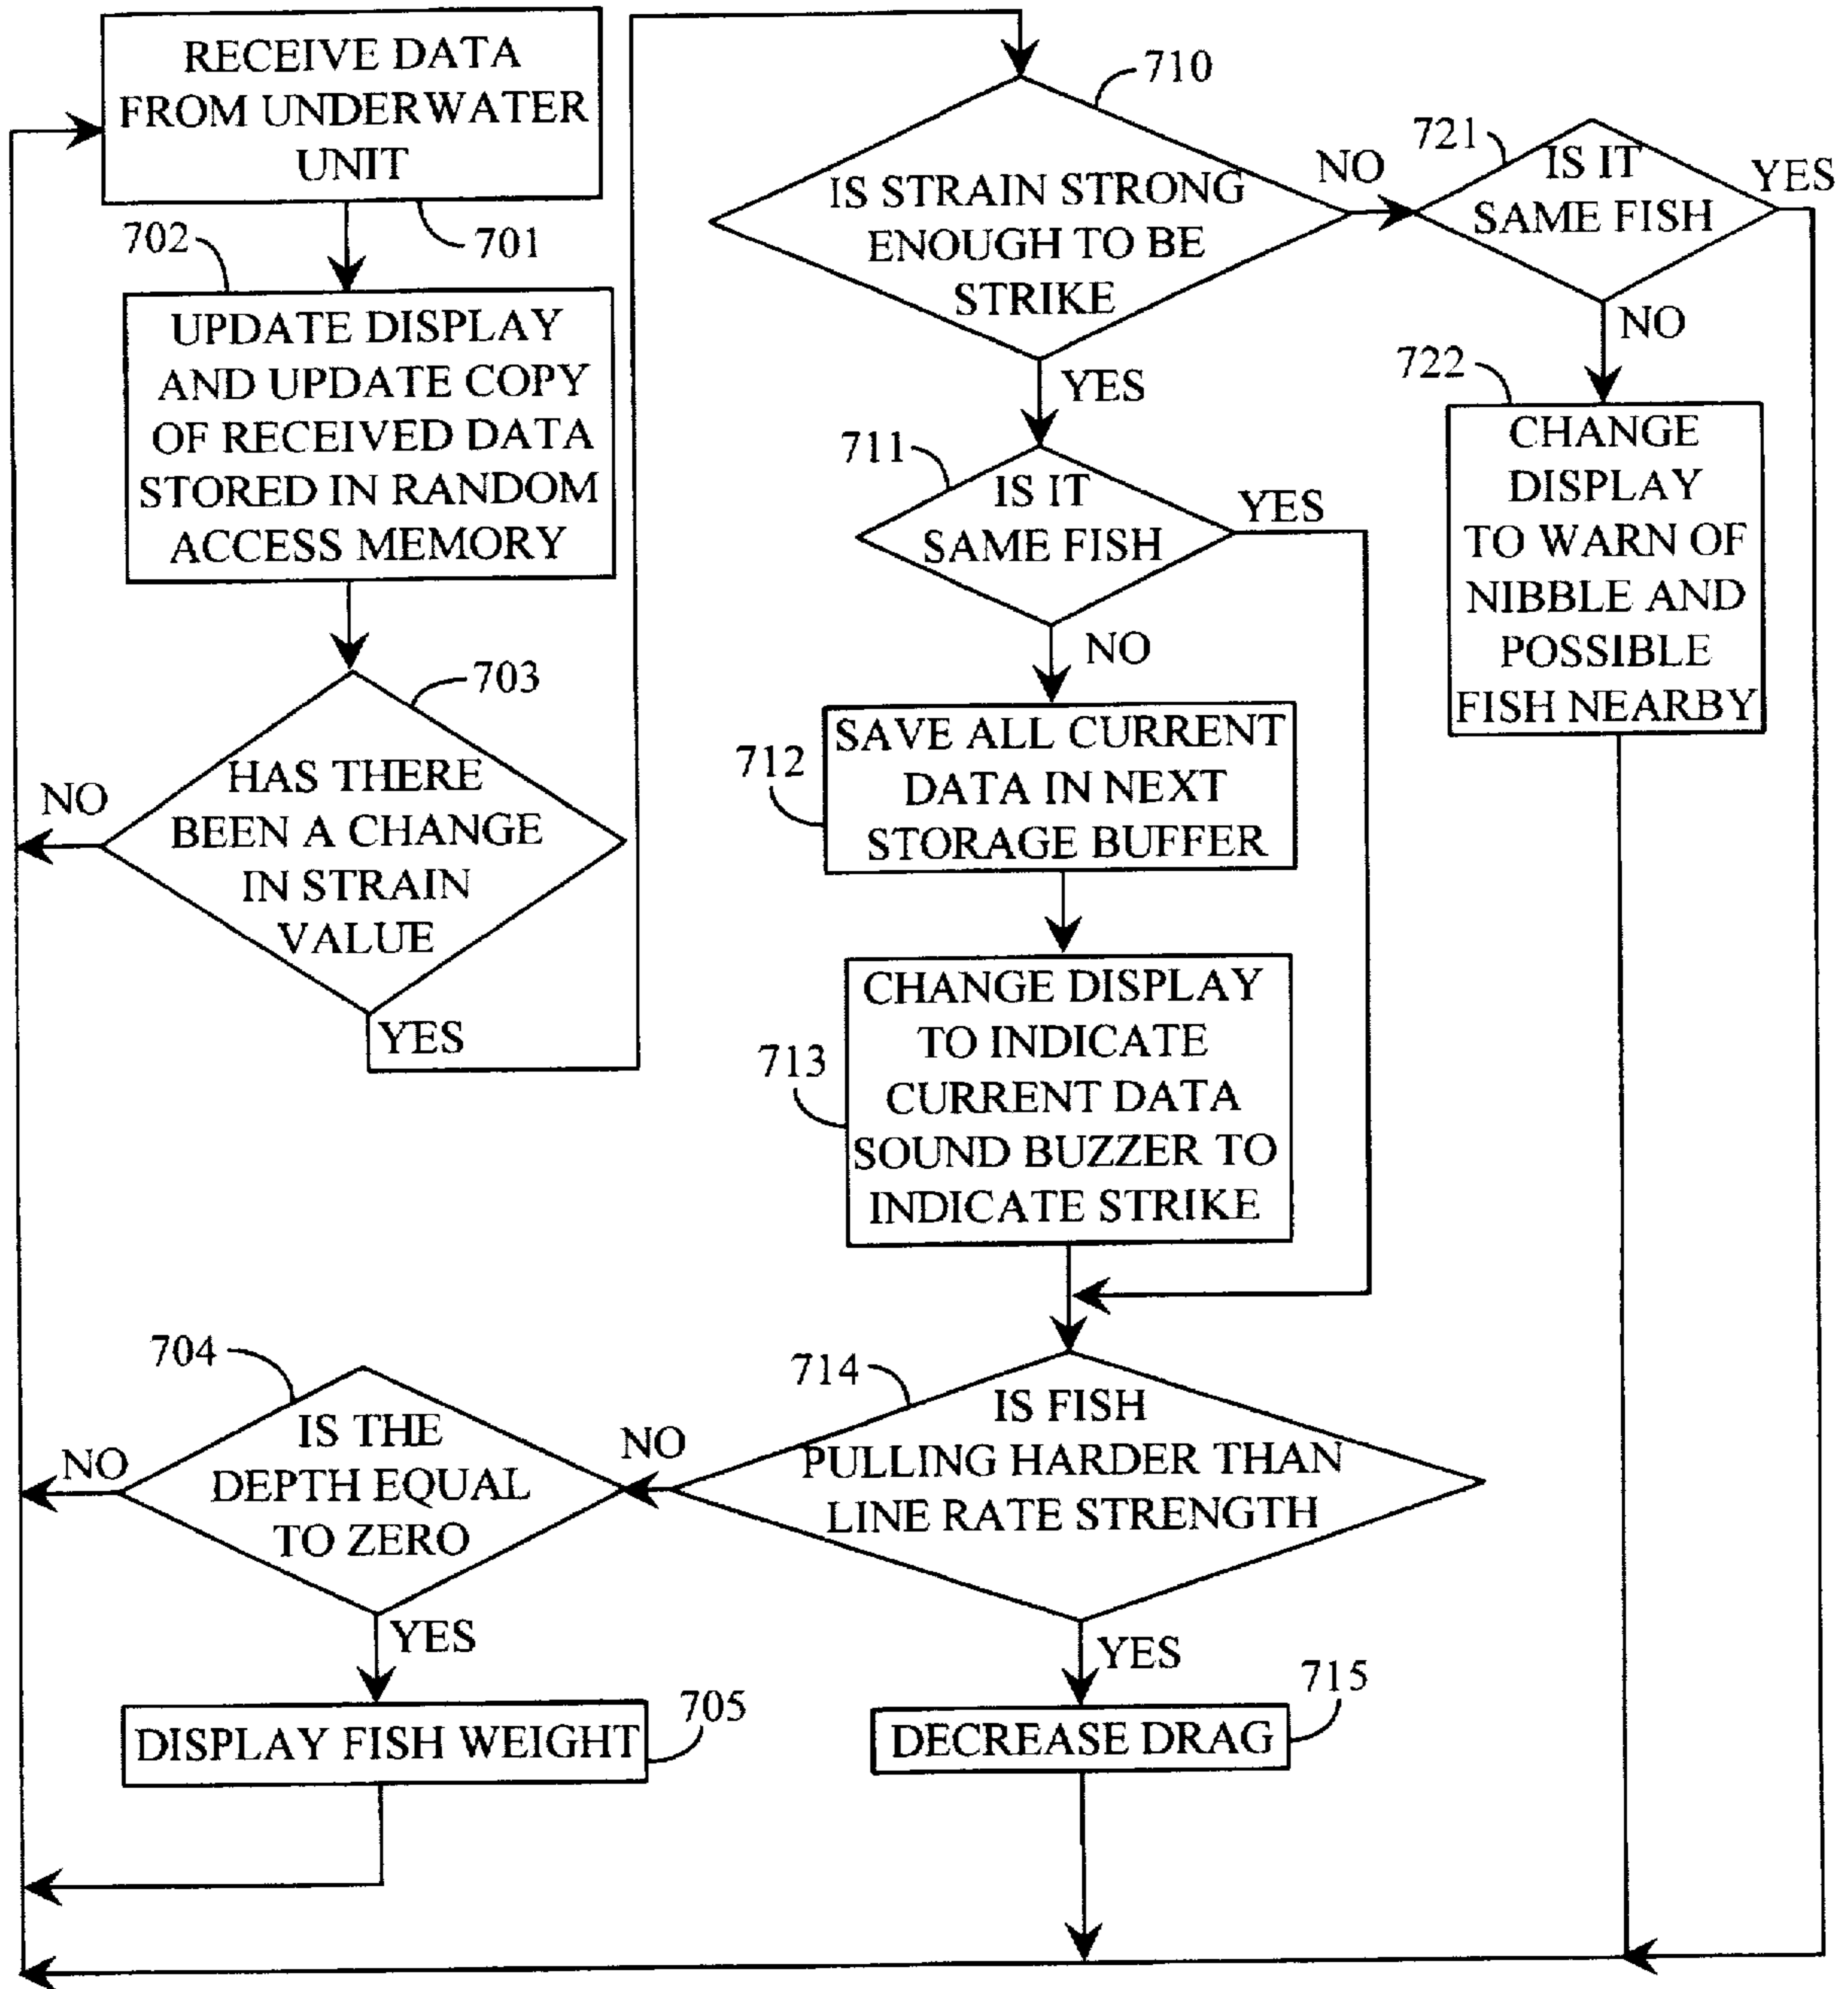 RECEIVE DATA
FROM UNDERWATER
UNIT
701
702
UPDATE DISPLAY
AND UPDATE COPY
OF RECEIVED DATA
STORED IN RANDOM
ACCESS MEMORY
703
HAS THERE
BEEN A CHANGE
IN STRAIN
VALUE
NO
YES
710
IS STRAIN STRONG
ENOUGH TO BE
STRIKE
NO
YES
721
IS IT
SAME FISH
YES
NO
722
CHANGE
DISPLAY
TO WARN OF
NIBBLE AND
POSSIBLE
FISH NEARBY
711
IS IT
SAME FISH
YES
NO
712
SAVE ALL CURRENT
DATA IN NEXT
STORAGE BUFFER
713
CHANGE DISPLAY
TO INDICATE
CURRENT DATA
SOUND BUZZER TO
INDICATE STRIKE
714
IS FISH
PULLING HARDER THAN
LINE RATE STRENGTH
NO
YES
715
DECREASE DRAG
704
IS THE
DEPTH EQUAL
TO ZERO
NO
YES
705
DISPLAY FISH WEIGHT